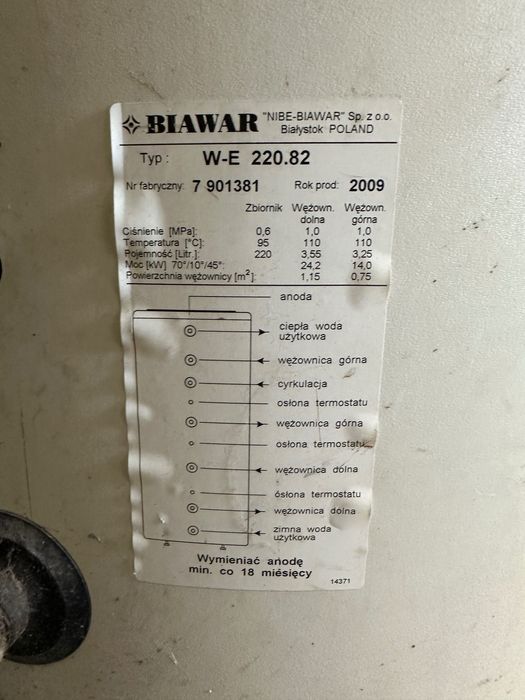 BIAWAR "NIBE-BIAWAR" Sp. z o.o.
Białystok POLAND
Typ: W-E 220.82
Nr fabryczny: 7 901381 Rok prod: 2009
Zbiornik Wężown. dolna Wężown. górna
Ciśnienie [MPa]: 0,6 1,0 1,0
Temperatura [°C]: 95 110 110
Pojemność [Litr.]: 220 3.55 3.25
Moc [kW] 70°/10°/45°: 24,2 14,0
Powierzchnia wężownicy [m²]: 1,15 0,75
anoda
ciepła woda
użytkowa
wężownica górna
cyrkulacja
osłona termostatu
wężownica górna
osłona termostatu
wężownica dolna
osłona termostatu
wężownica dolna
zimna woda
użytkowa
Wymieniać anodę
min. co 18 miesięcy
14371